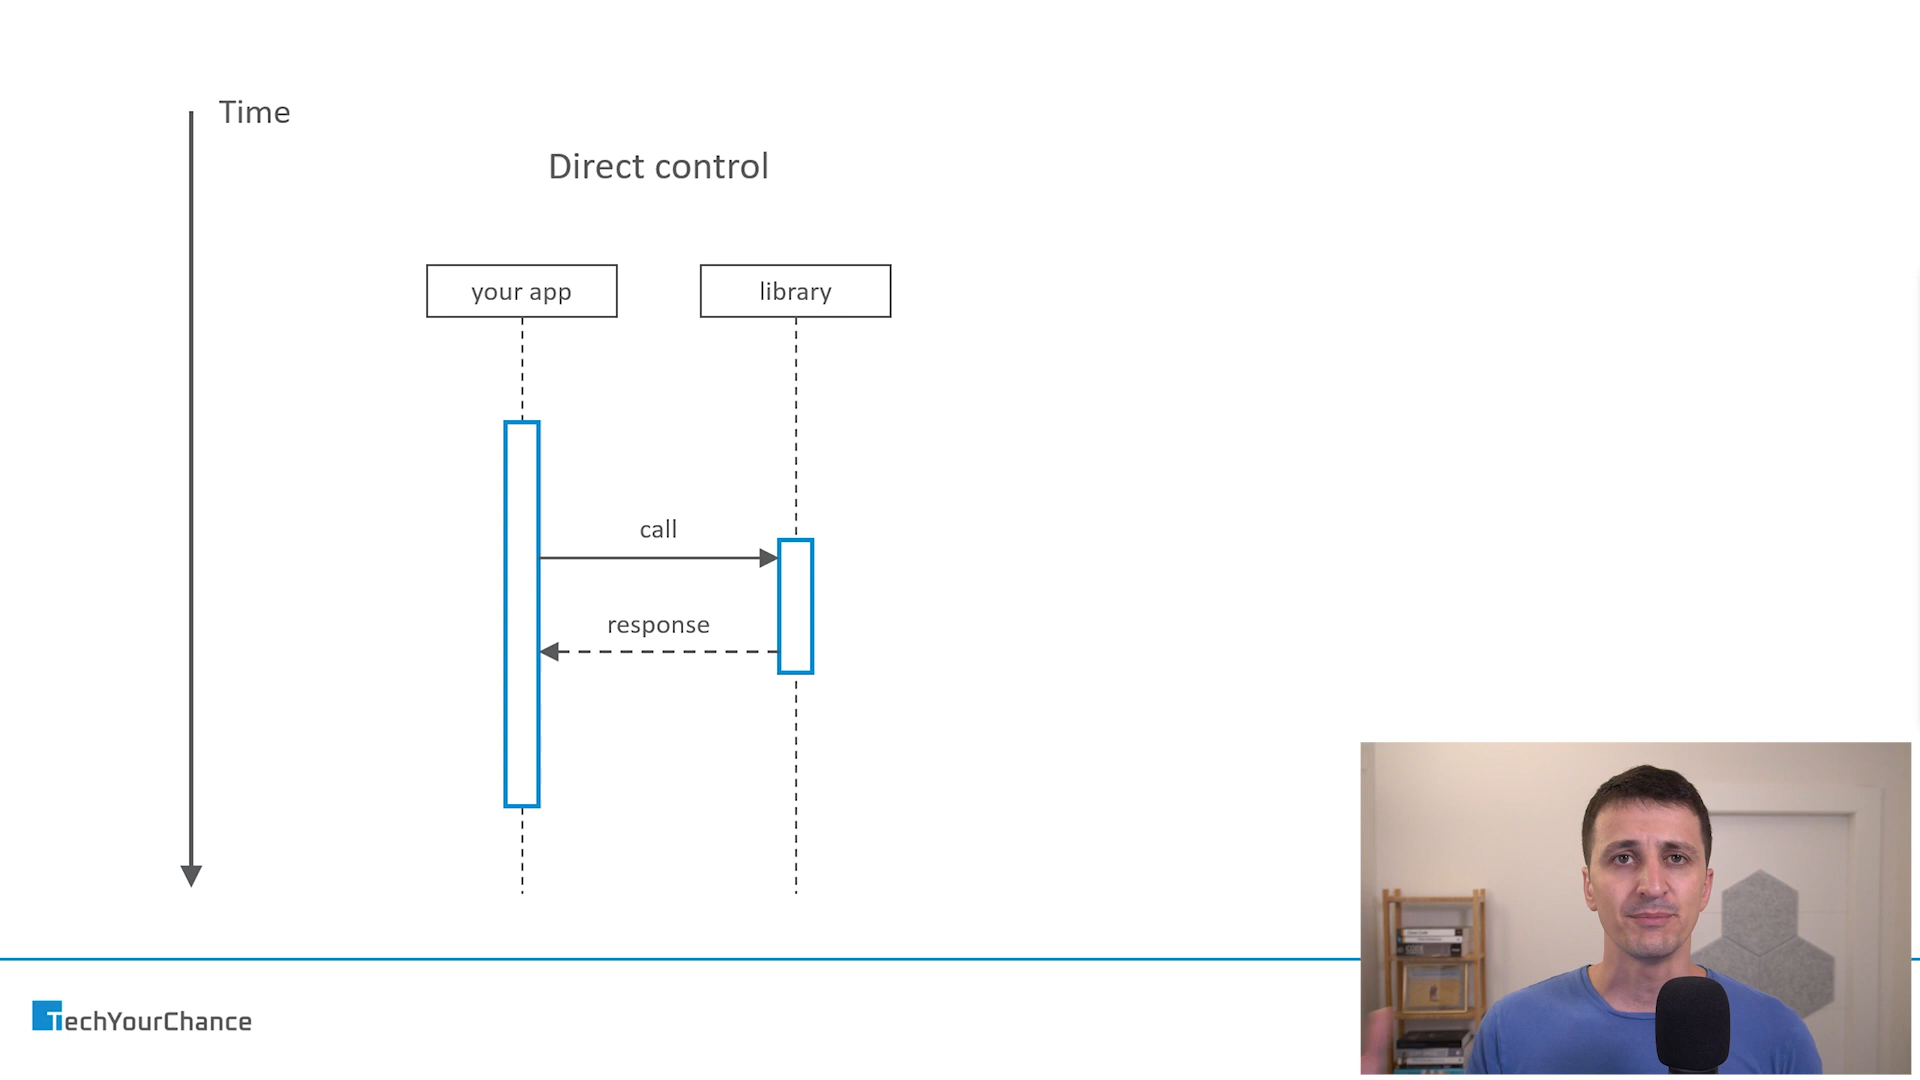 Time
Direct control
your app
library
call
response
TechYourChance